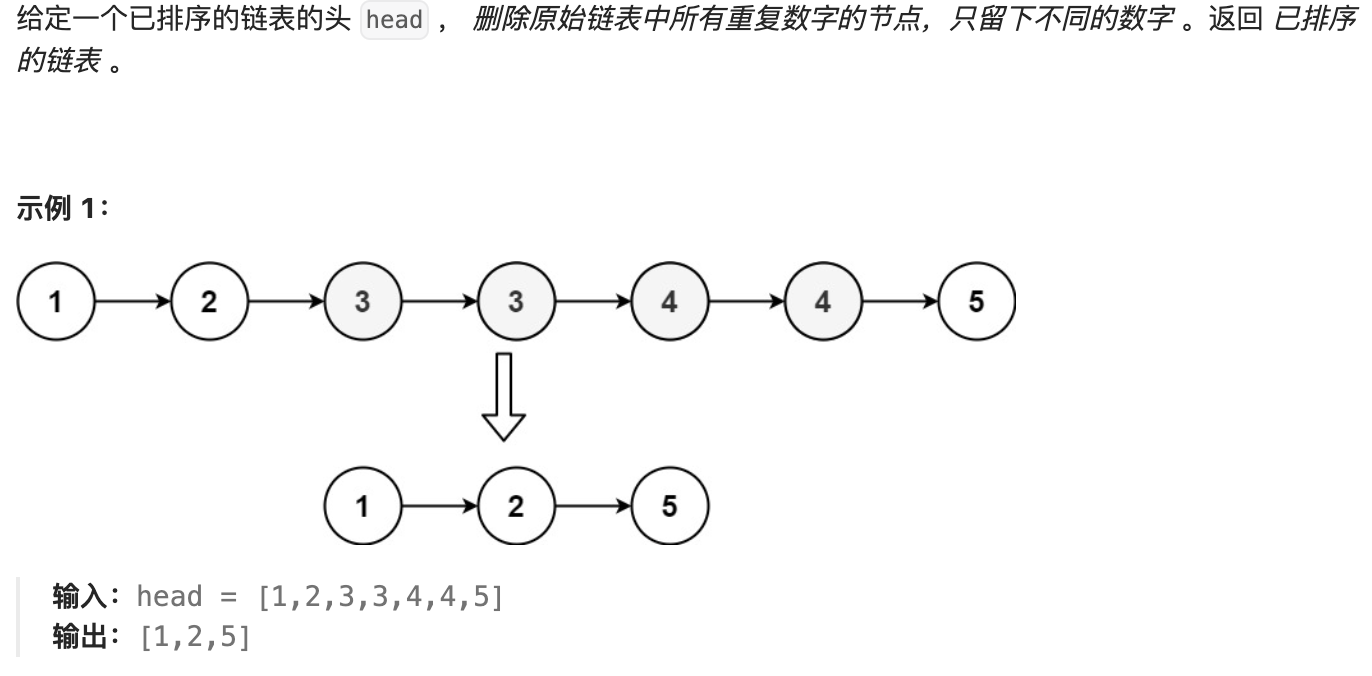 给定一个已排序的链表的头 head ， 删除原始链表中所有重复数字的节点，只留下不同的数字 。返回 已排序
的链表 。
示例 1：
1 2 3 3 4 4 5
1 2 5
输入：head = [1,2,3,3,4,4,5]
输出：[1,2,5]